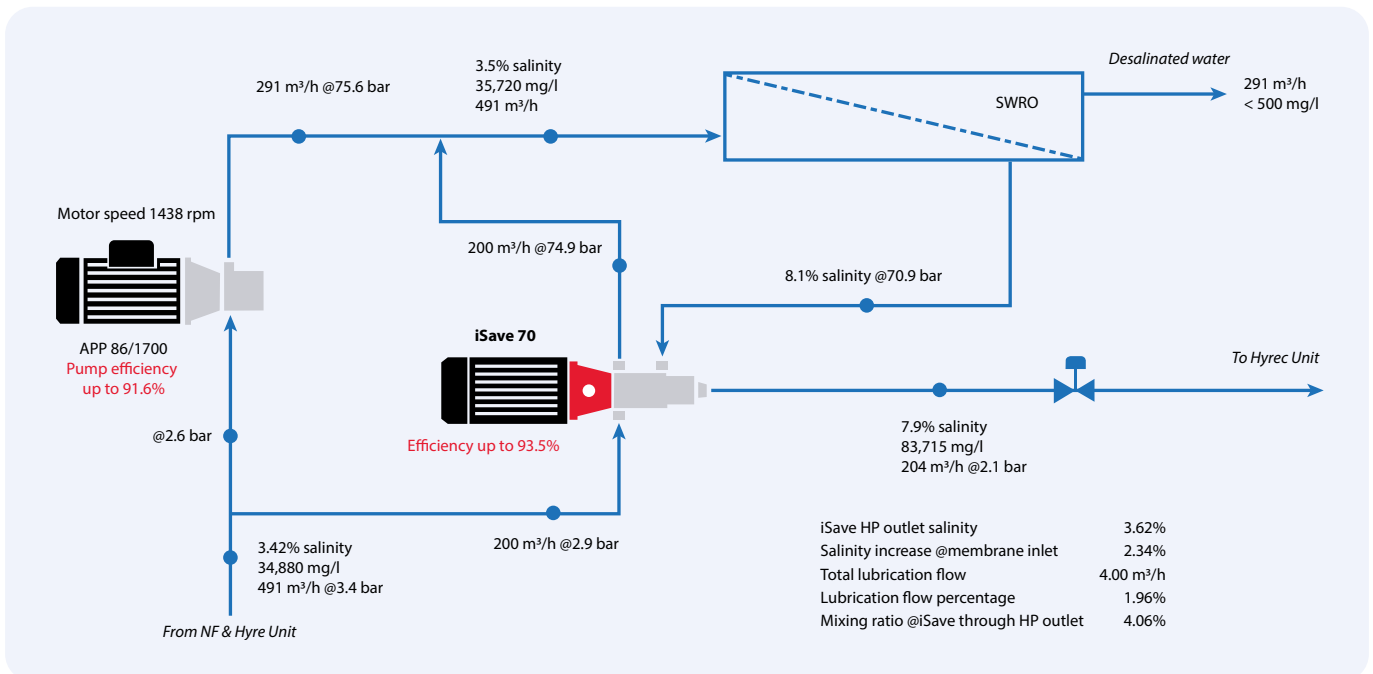 Desalinated water
291 m³/h
< 500 mg/l
3.5% salinity
35,720 mg/l
491 m³/h
291 m³/h @75.6 bar
SWRO
Motor speed 1438 rpm
200 m³/h @74.9 bar
8.1% salinity @70.9 bar
APP 86/1700
Pump efficiency
up to 91.6%
iSave 70
Efficiency up to 93.5%
To Hyrec Unit
@2.6 bar
7.9% salinity
83,715 mg/l
204 m³/h @2.1 bar
200 m³/h @2.9 bar
3.42% salinity
34,880 mg/l
491 m³/h @3.4 bar
From NF & Hyre Unit
iSave HP outlet salinity 3.62%
Salinity increase @membrane inlet 2.34%
Total lubrication flow 4.00 m³/h
Lubrication flow percentage 1.96%
Mixing ratio @iSave through HP outlet 4.06%